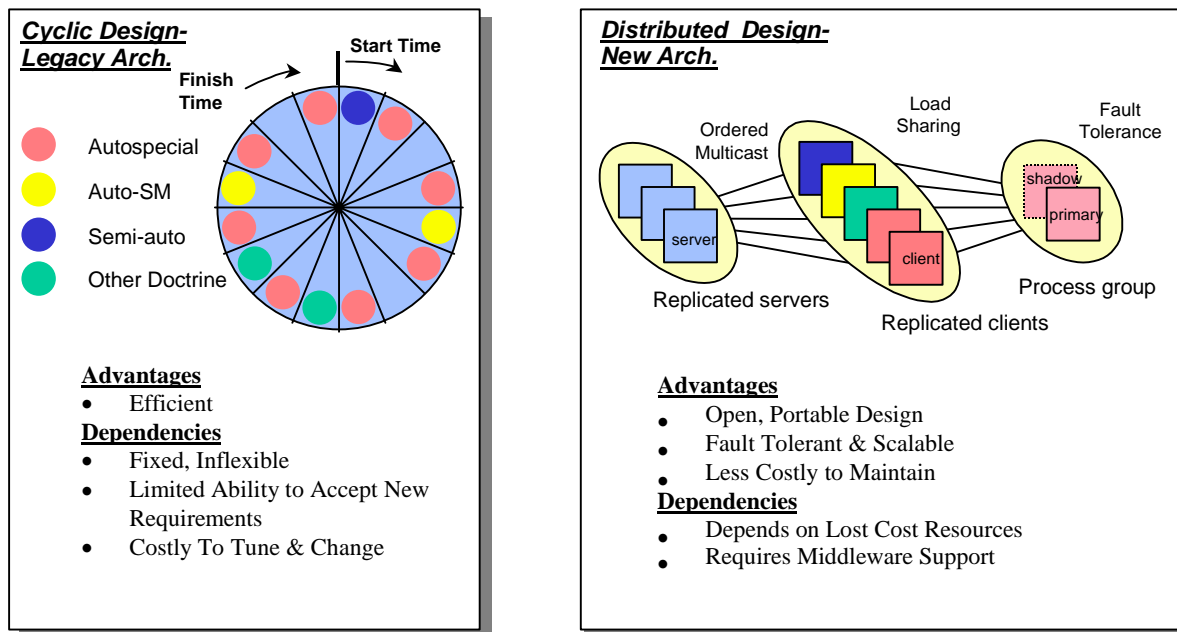 Cyclic Design-
Legacy Arch.
Start Time
Finish
Time
Autospecial
Auto-SM
Semi-auto
Other Doctrine
Advantages
• Efficient
Dependencies
• Fixed, Inflexible
• Limited Ability to Accept New
Requirements
• Costly To Tune & Change
Distributed Design-
New Arch.
Ordered
Multicast
Load
Sharing
Fault
Tolerance
server
client
shadow
primary
Replicated servers
Replicated clients
Process group
Advantages
• Open, Portable Design
• Fault Tolerant & Scalable
• Less Costly to Maintain
Dependencies
• Depends on Lost Cost Resources
• Requires Middleware Support